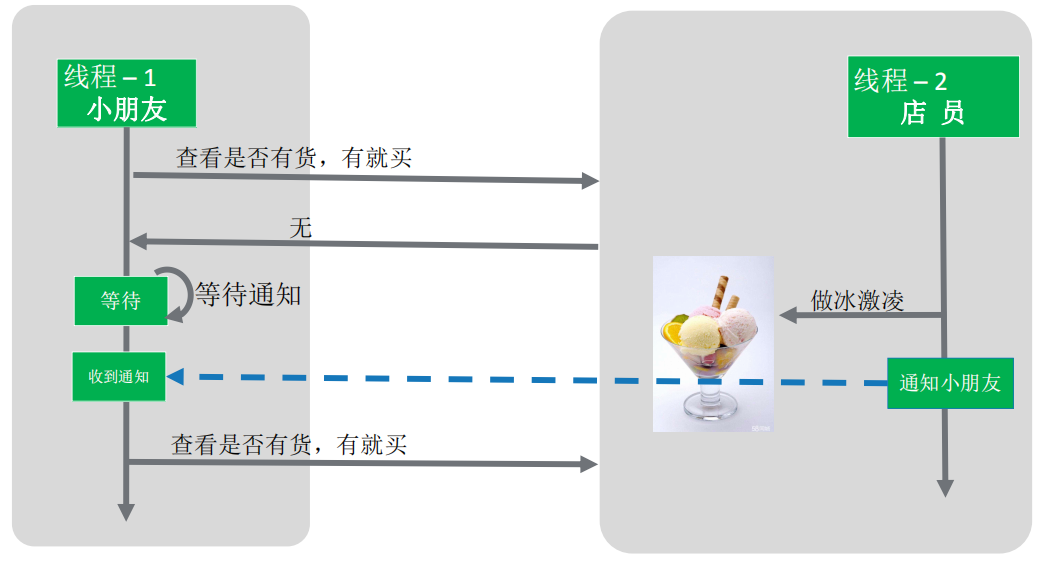 线程 – 1
小朋友
线程 – 2
店 员
查看是否有货，有就买
无
等待
等待通知
做冰激凌
收到通知
通知小朋友
查看是否有货，有就买